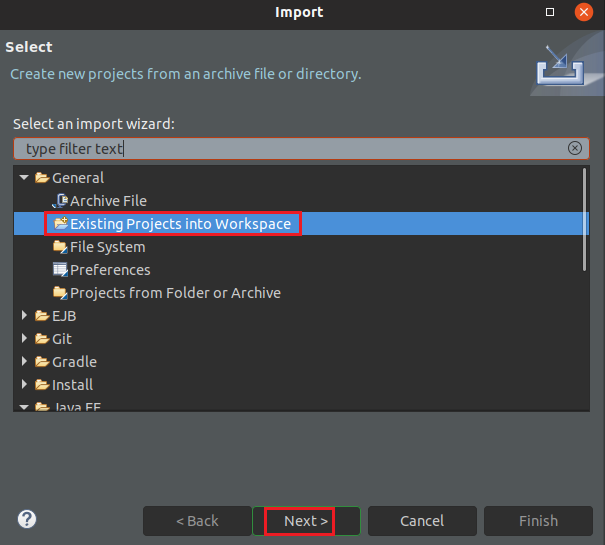 Import
Select
Create new projects from an archive file or directory.
Select an import wizard:
type filter text
General
Archive File
Existing Projects into Workspace
File System
Preferences
Projects from Folder or Archive
EJB
Git
Gradle
Install
Java EE
?
< Back
Next >
Cancel
Finish